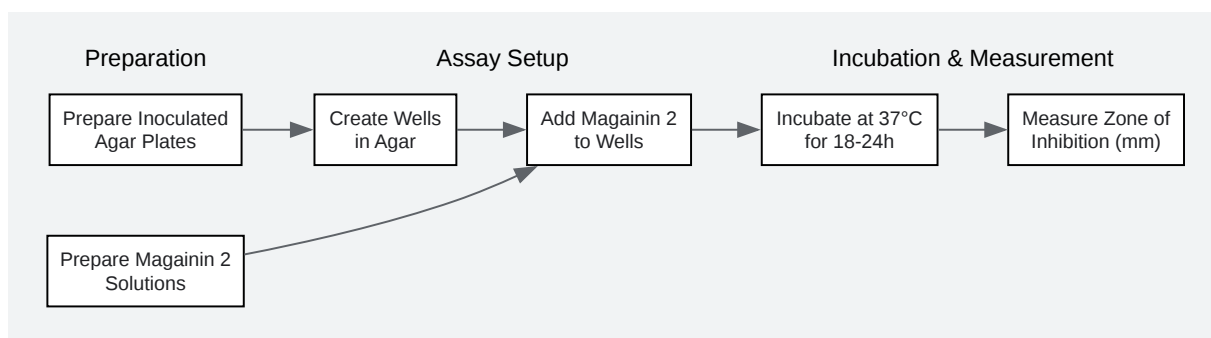 Preparation
Assay Setup
Incubation & Measurement
Prepare Inoculated
Agar Plates
Create Wells
in Agar
Add Magainin 2
to Wells
Incubate at 37°C
for 18-24h
Measure Zone of
Inhibition (mm)
Prepare Magainin 2
Solutions